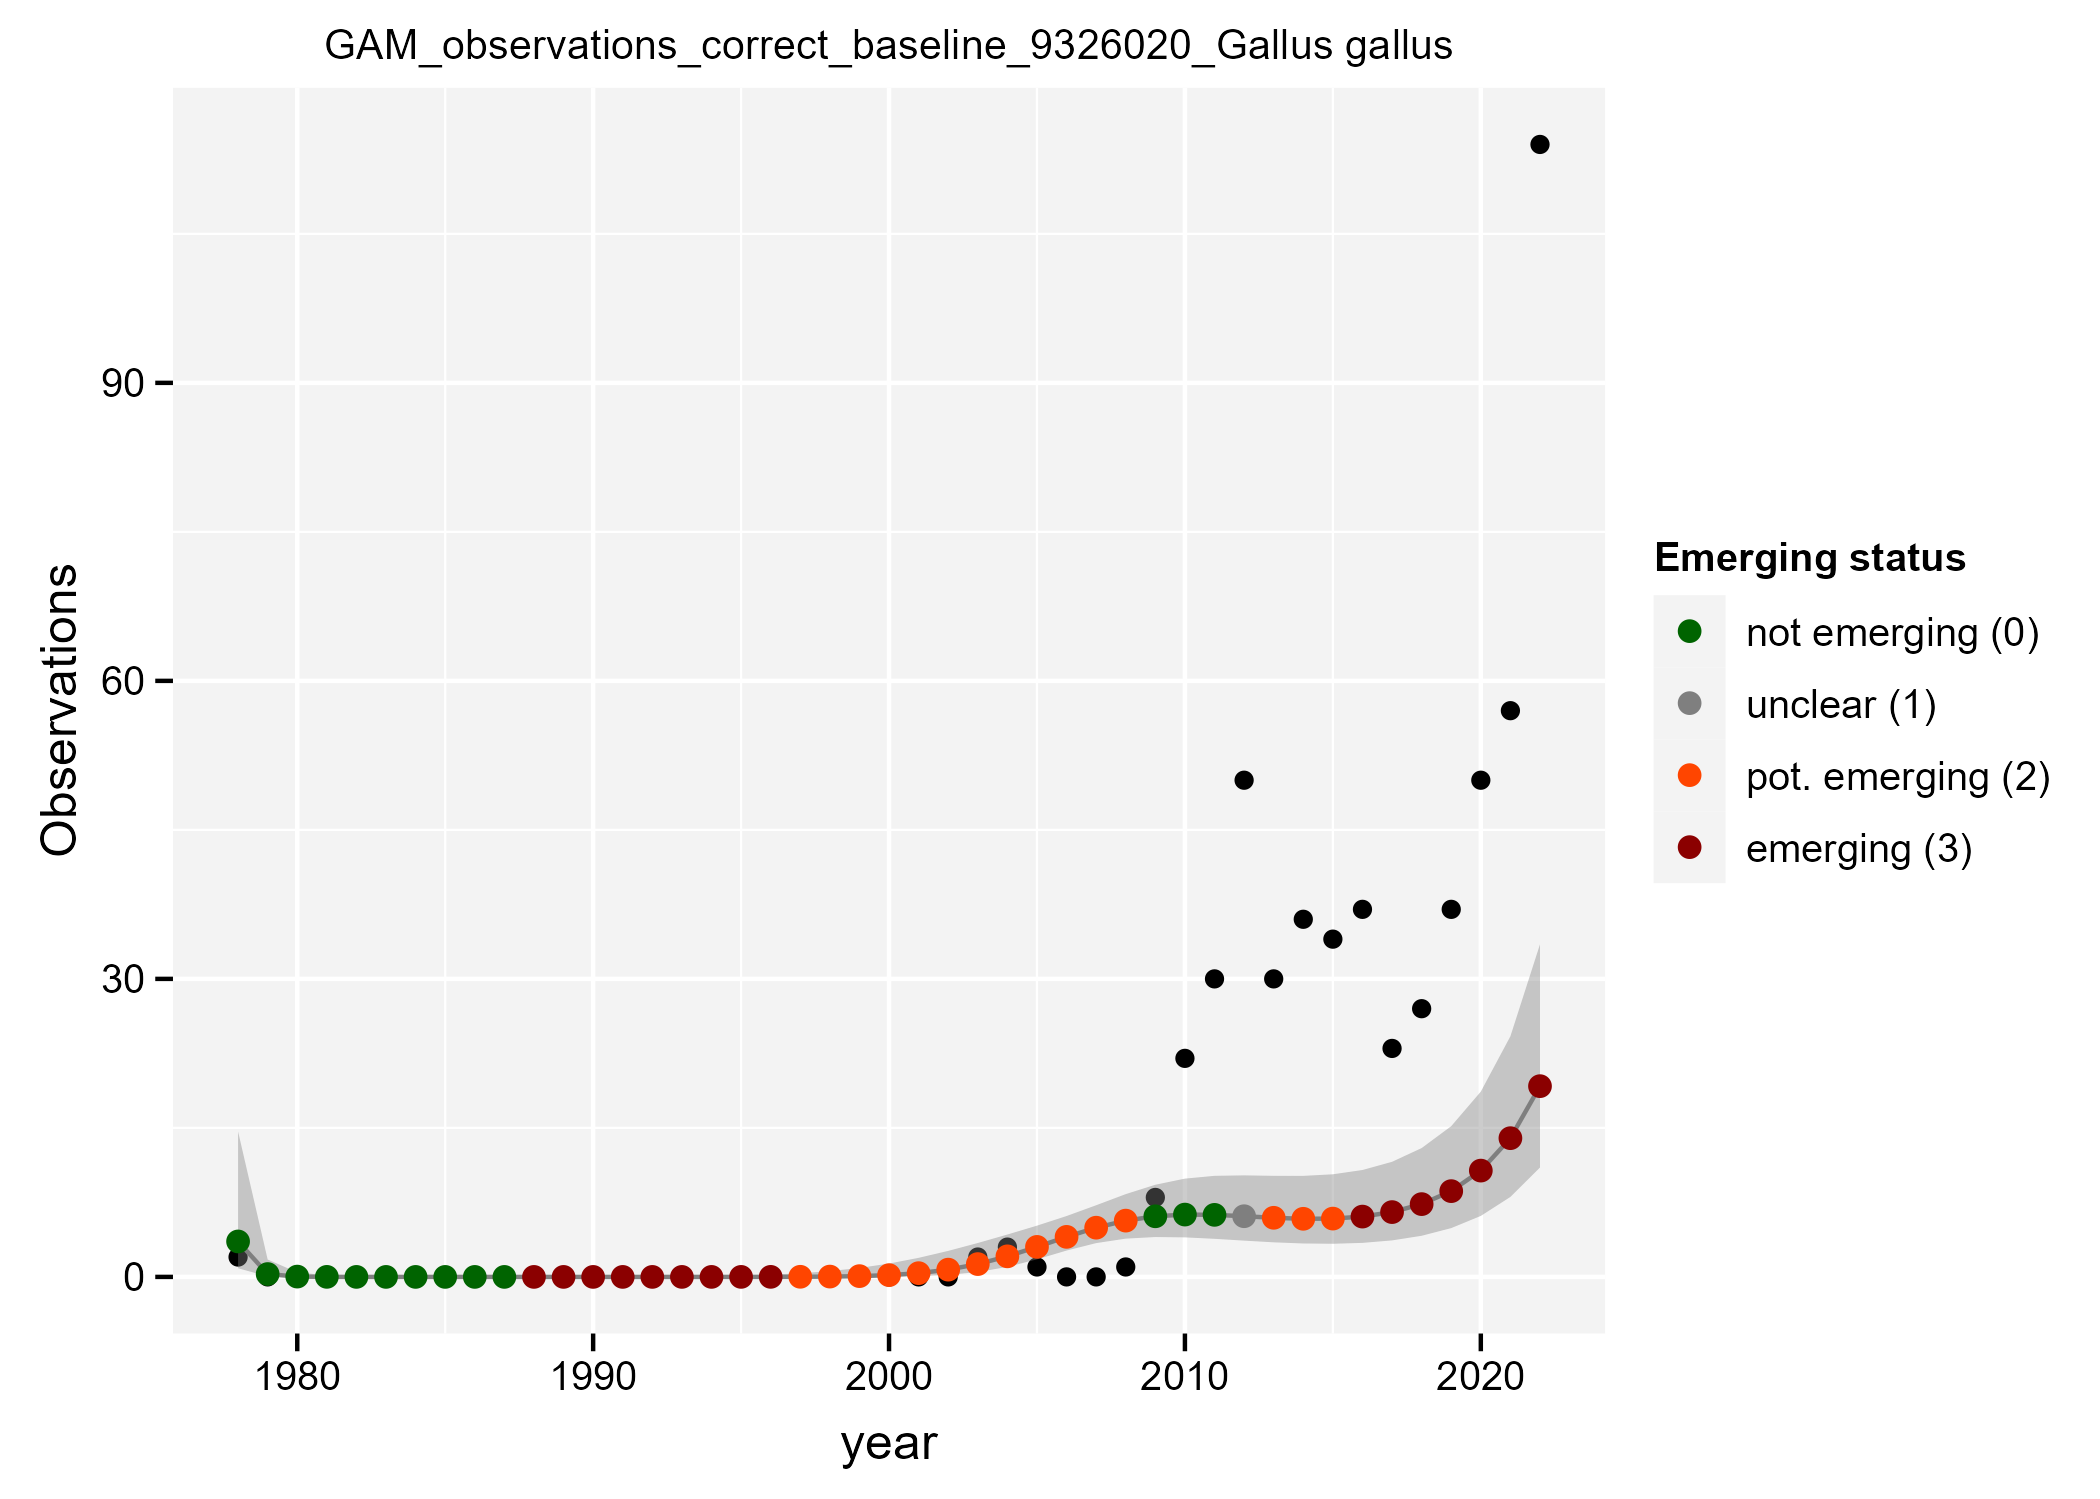 GAM_observations_correct_baseline_9326020_Gallus gallus
Observations
90
60
30
0
1980 1990 2000 2010 2020
year
Emerging status
not emerging (0)
unclear (1)
pot. emerging (2)
emerging (3)